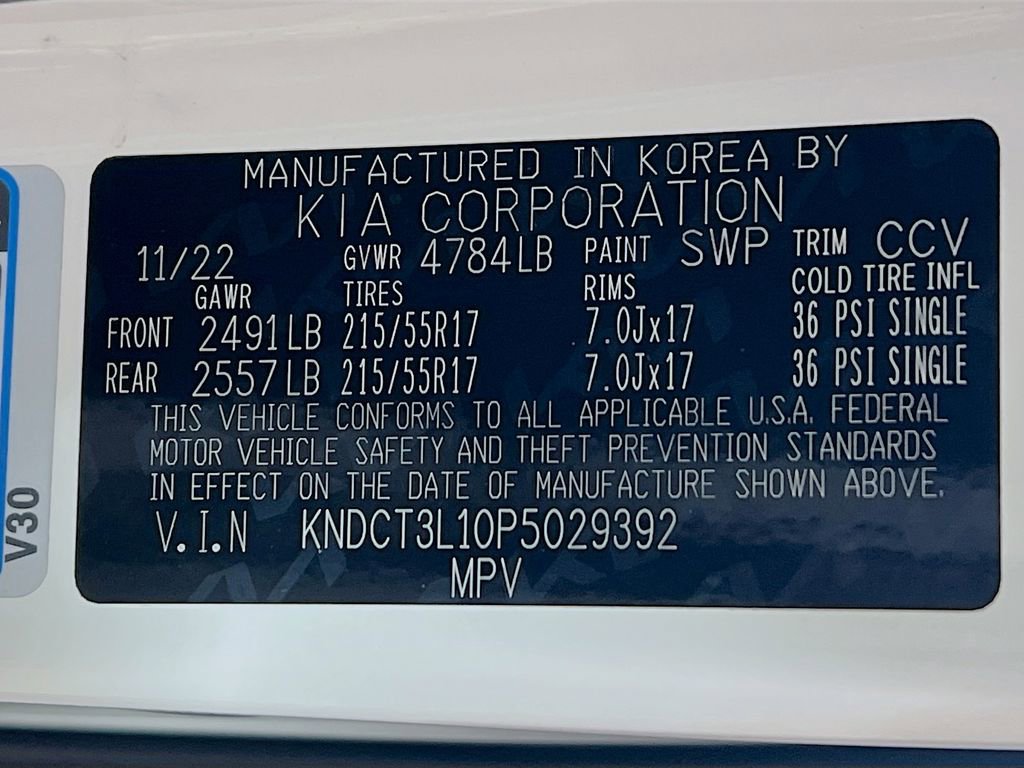 MANUFACTURED IN KOREA BY
KIA CORPORATION
11/22 GVWR 4784LB PAINT SWP TRIM CCV
GAWR TIRES RIMS COLD TIRE INFL
FRONT 2491LB 215/55R17 7.0Jx17 36 PSI SINGLE
REAR 2557LB 215/55R17 7.0Jx17 36 PSI SINGLE
THIS VEHICLE CONFORMS TO ALL APPLICABLE U.S.A. FEDERAL
MOTOR VEHICLE SAFETY AND THEFT PREVENTION STANDARDS
IN EFFECT ON THE DATE OF MANUFACTURE SHOWN ABOVE.
V.I.N KNDCT3L10P5029392
MPV
V30